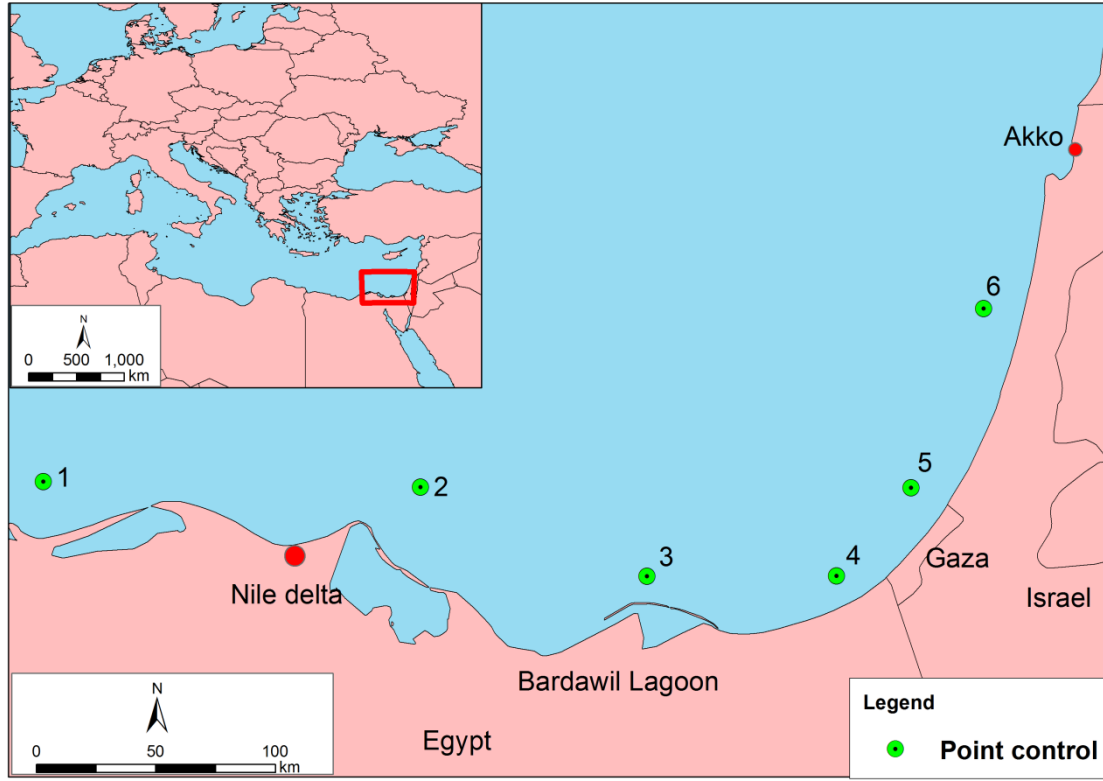 N
0 500 1,000
km
Akko
6
1
2
5
3
4
Gaza
Nile delta
Israel
Bardawil Lagoon
Egypt
N
0 50 100
km
Legend
Point control